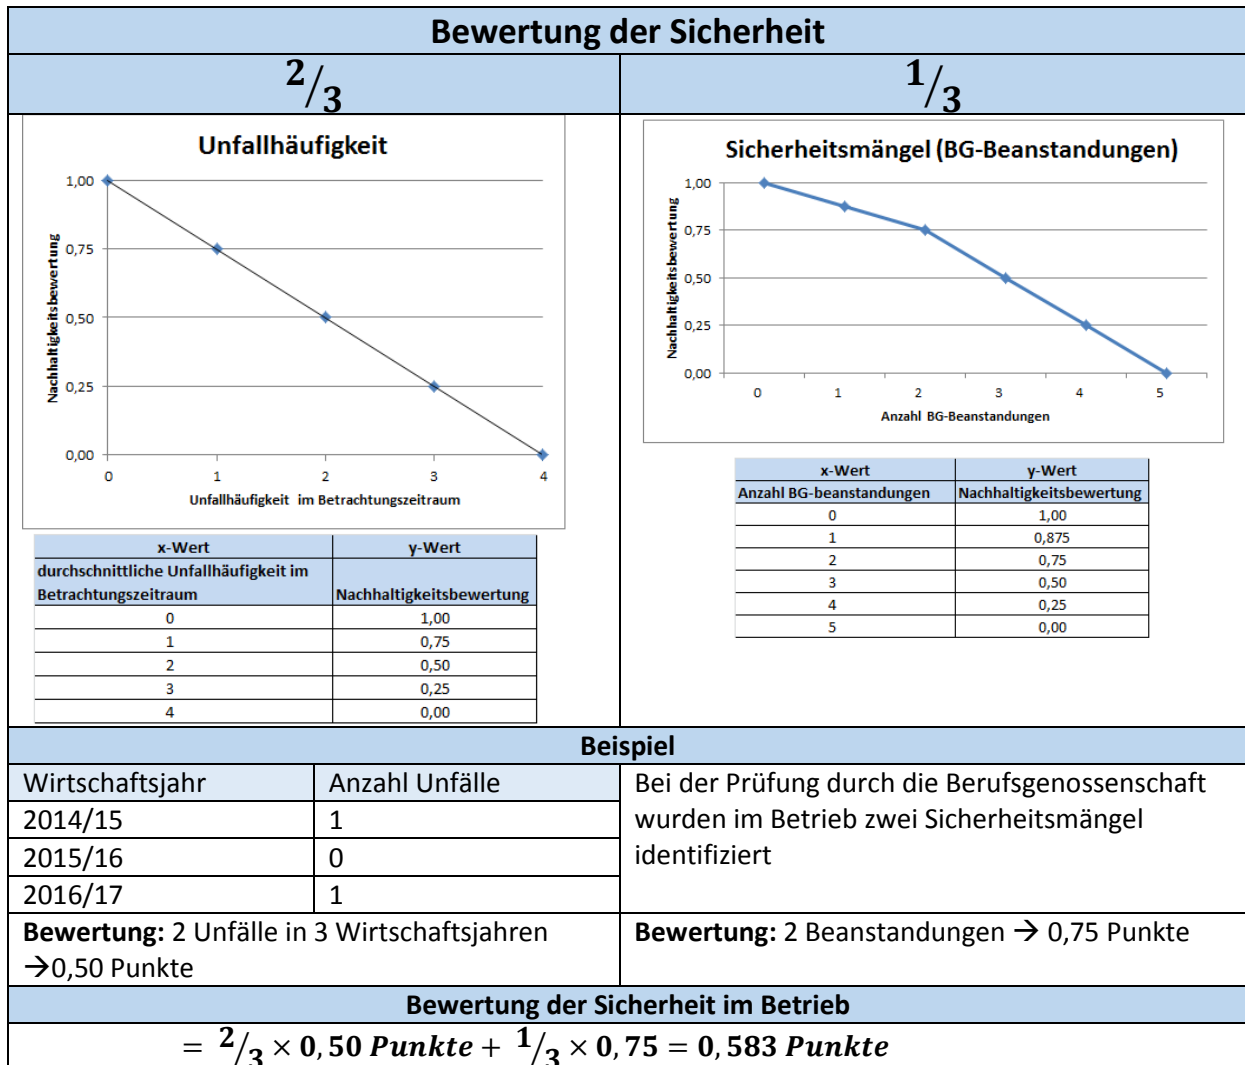 Bewertung der Sicherheit
2/3
1/3
Unfallhäufigkeit
Nachhaltigkeitsbewertung
1,00
0,75
0,50
0,25
0,00
0 1 2 3 4
Unfallhäufigkeit im Betrachtungszeitraum
x-Wert y-Wert
durchschnittliche Unfallhäufigkeit im
Betrachtungszeitraum Nachhaltigkeitsbewertung
0 1,00
1 0,75
2 0,50
3 0,25
4 0,00
Sicherheitsmängel (BG-Beanstandungen)
Nachhaltigkeitsbewertung
1,00
0,75
0,50
0,25
0,00
0 1 2 3 4 5
Anzahl BG-Beanstandungen
x-Wert y-Wert
Anzahl BG-beanstandungen Nachhaltigkeitsbewertung
0 1,00
1 0,875
2 0,75
3 0,50
4 0,25
5 0,00
Beispiel
Wirtschaftsjahr Anzahl Unfälle
2014/15 1
2015/16 0
2016/17 1
Bei der Prüfung durch die Berufsgenossenschaft
wurden im Betrieb zwei Sicherheitsmängel
identifiziert
Bewertung: 2 Unfälle in 3 Wirtschaftsjahren
→0,50 Punkte
Bewertung: 2 Beanstandungen → 0,75 Punkte
Bewertung der Sicherheit im Betrieb
= 2/3 × 0,50 Punkte + 1/3 × 0,75 = 0,583 Punkte